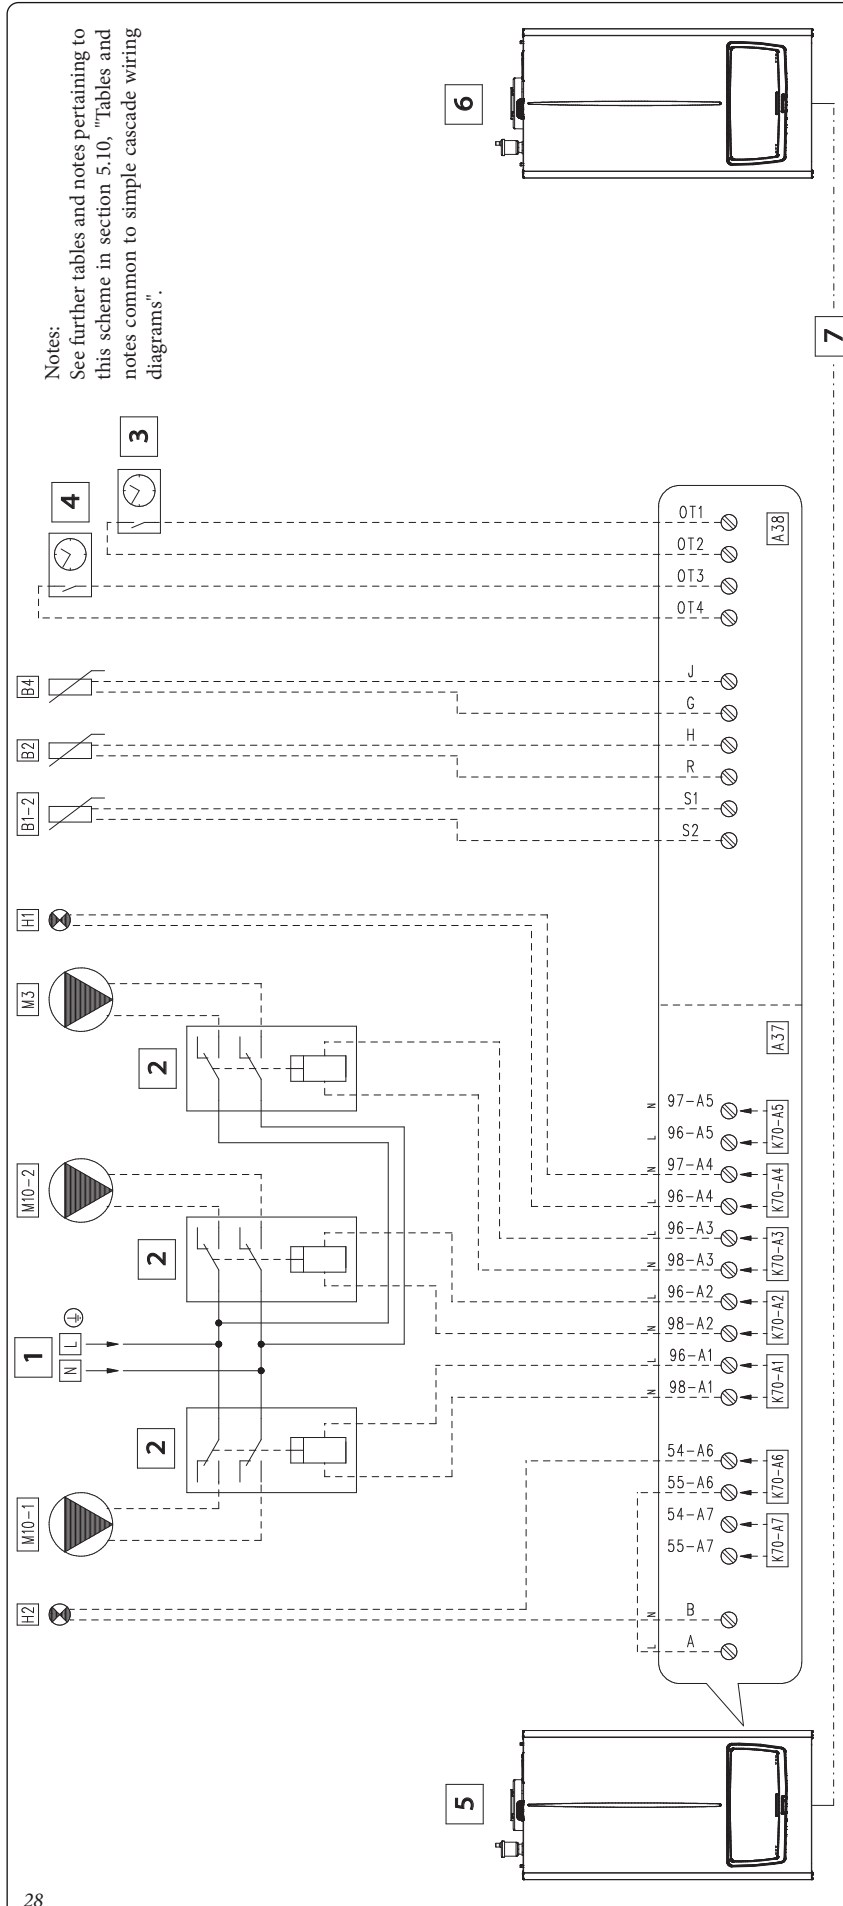 Notes:
See further tables and notes pertaining to
this scheme in section 5.10, "Tables and
notes common to simple cascade wiring
diagrams".
6
7
3
4
OT1
OT2
OT3
OT4
A38
B4
J
G
B2
H
R
B1-2
S1
S2
H1
M3
2
A37
N 97-A5
L 96-A5
K70-A5
N 97-A4
L 96-A4
K70-A4
M10-2
2
L 96-A3
N 98-A3
K70-A3
L 96-A2
N 98-A2
K70-A2
1
L
N
L 96-A1
N 98-A1
K70-A1
2
M10-1
54-A6
55-A6
K70-A6
54-A7
55-A7
K70-A7
H2
N B
L A
5
28